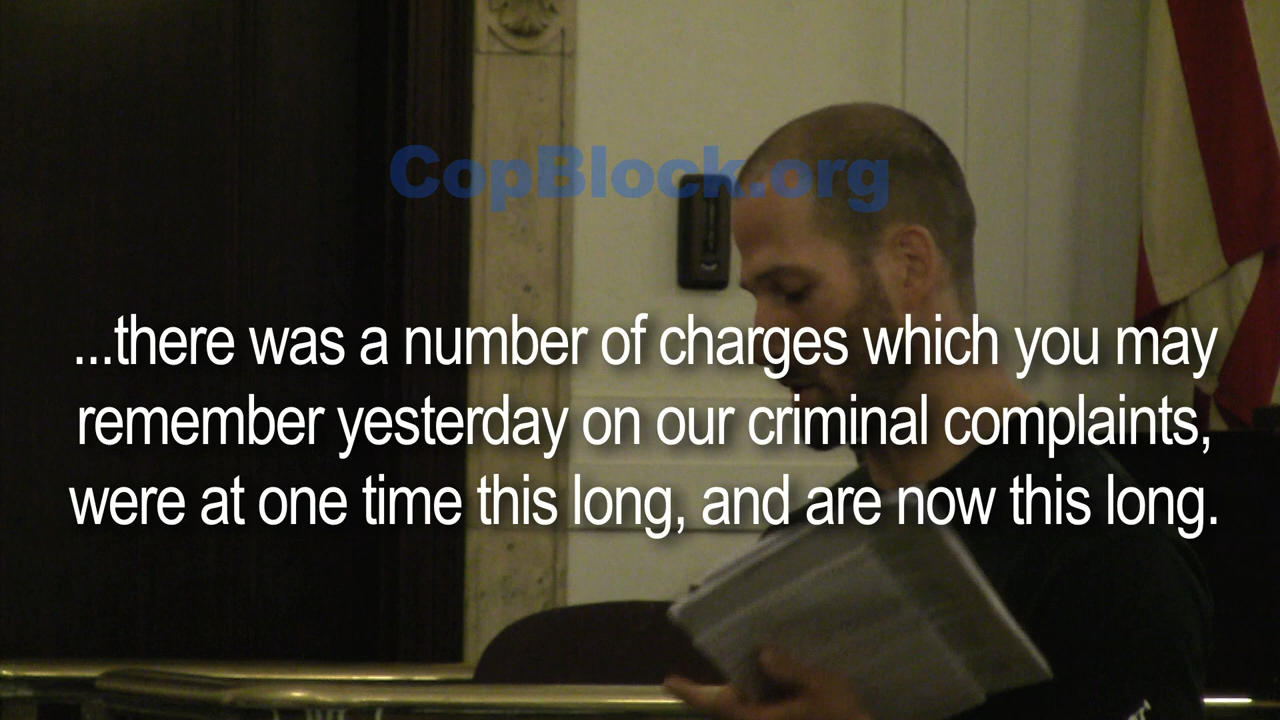 CopBlock.org
...there was a number of charges which you may
remember yesterday on our criminal complaints,
were at one time this long, and are now this long.